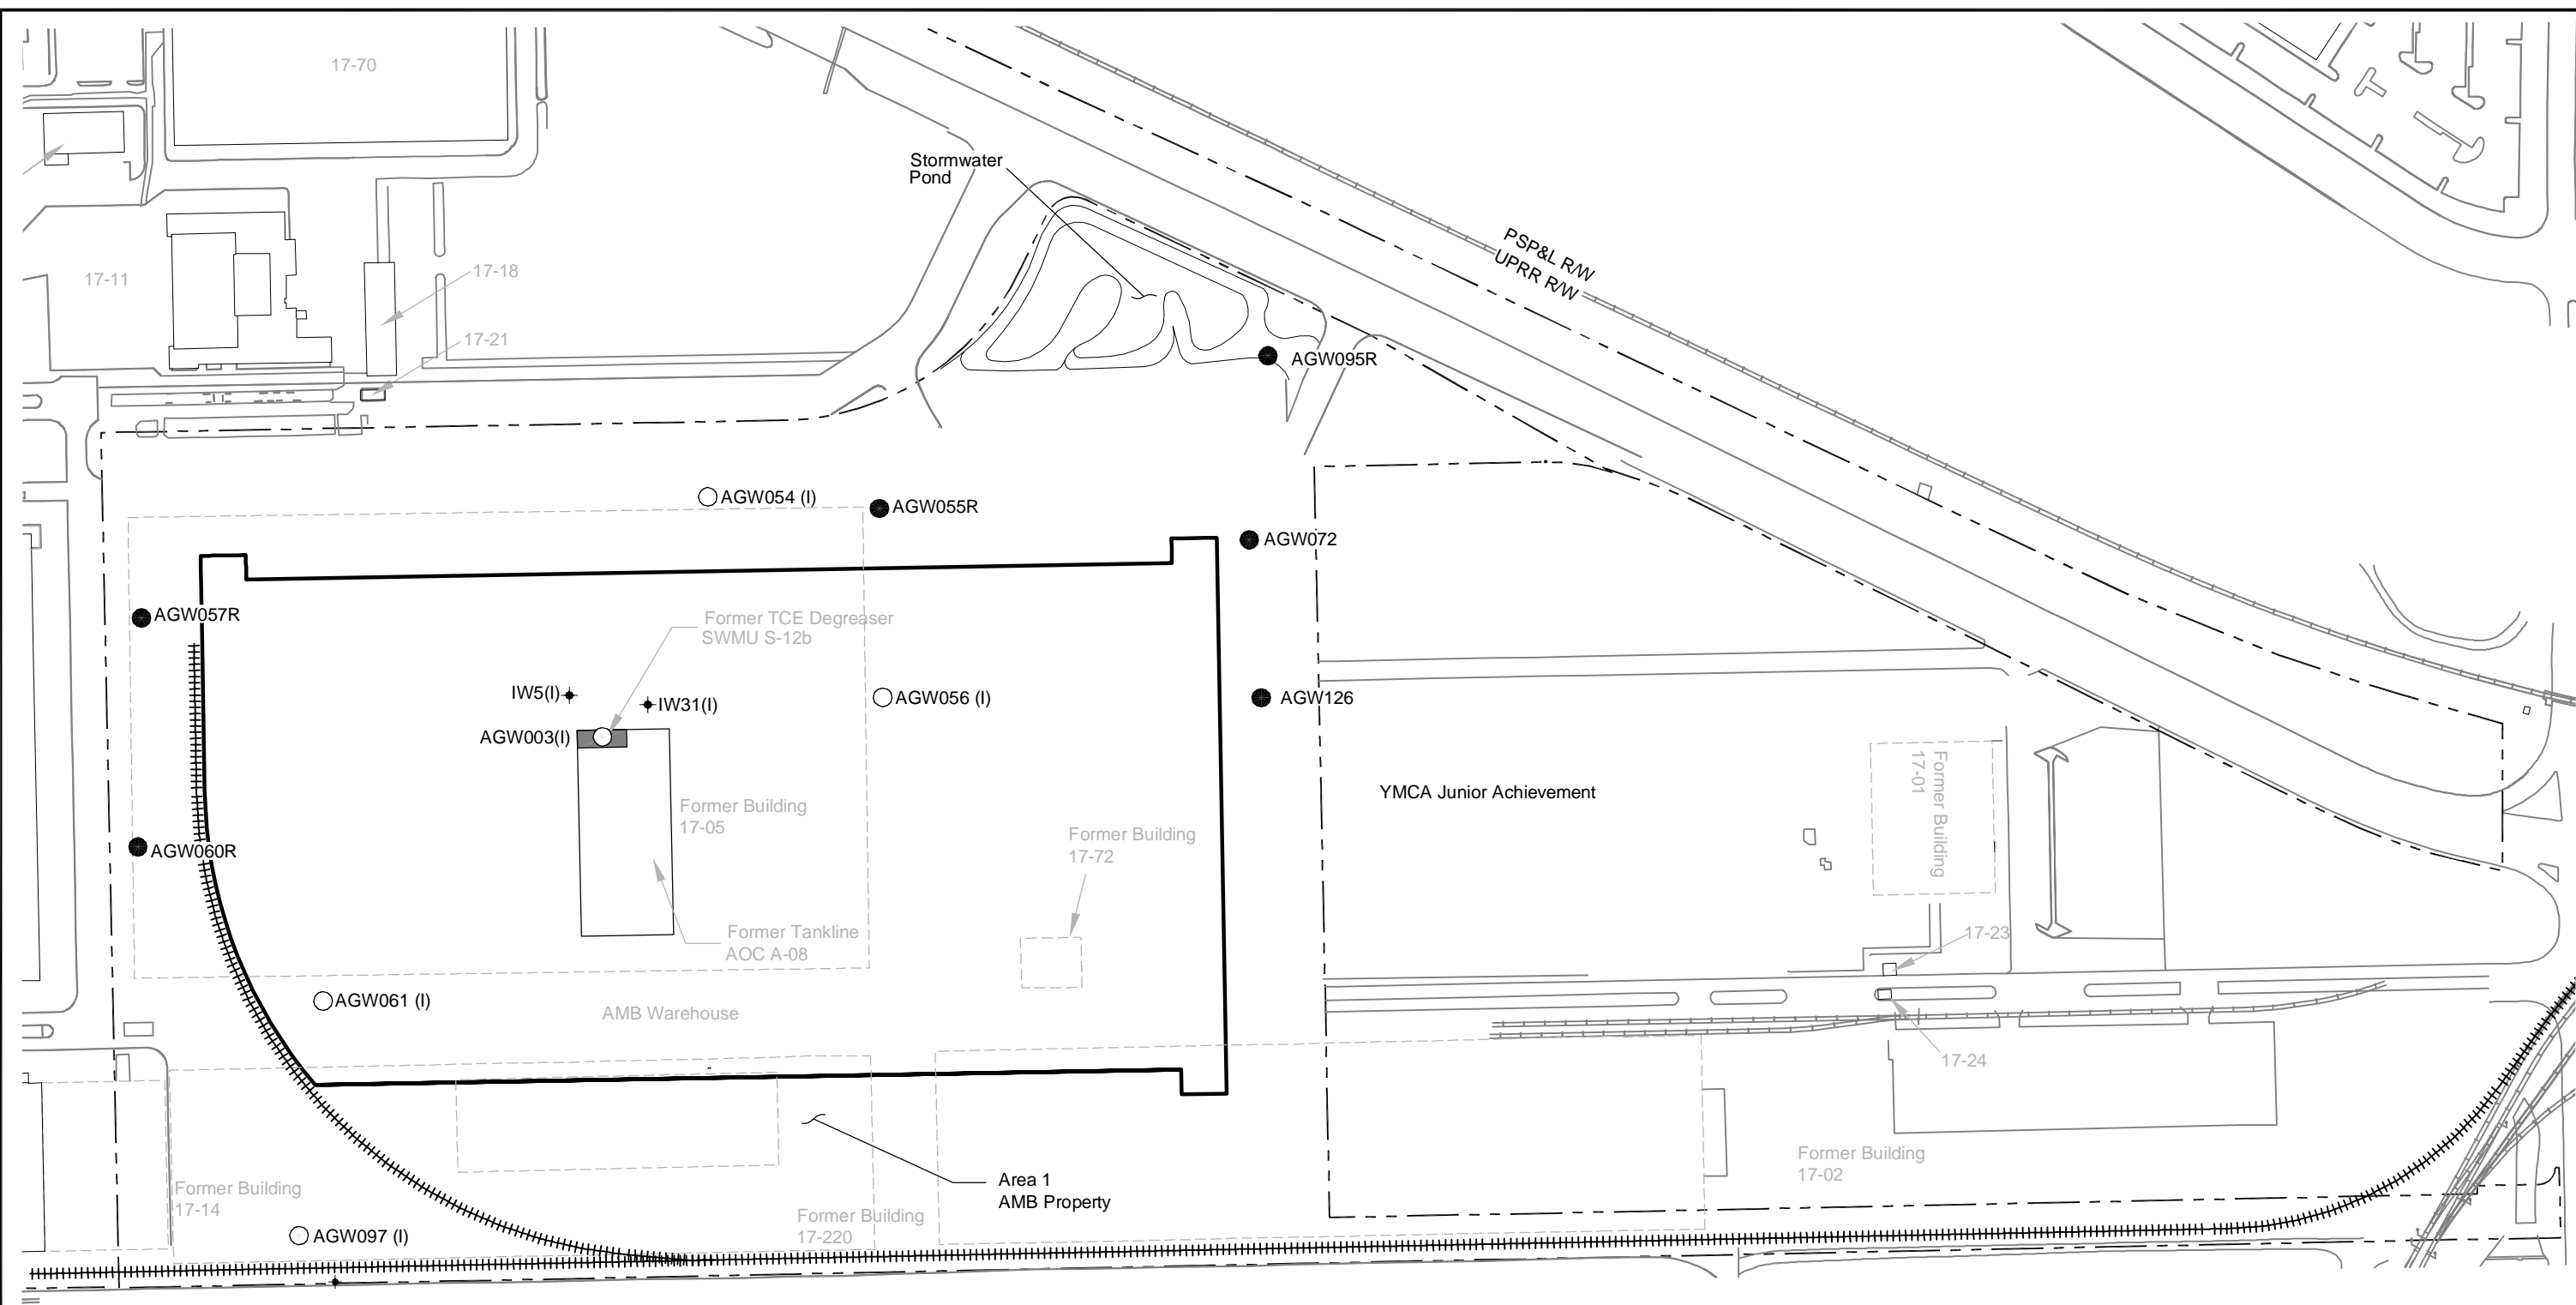 17-70
Stormwater
Pond
PSP&L R/W
UPRR R/W
17-11
17-18
17-21
AGW095R
AGW054 (I)
AGW055R
AGW072
AGW057R
Former TCE Degreaser
SWMU S-12b
IW5(I)
IW31(I)
AGW056 (I)
AGW126
AGW003(I)
Former Building
17-05
YMCA Junior Achievement
Former Building
17-01
Former Building
17-72
AGW060R
Former Tankline
AOC A-08
17-23
AGW061 (I)
AMB Warehouse
17-24
Former Building
17-02
Area 1
AMB Property
Former Building
17-14
Former Building
17-220
AGW097 (I)